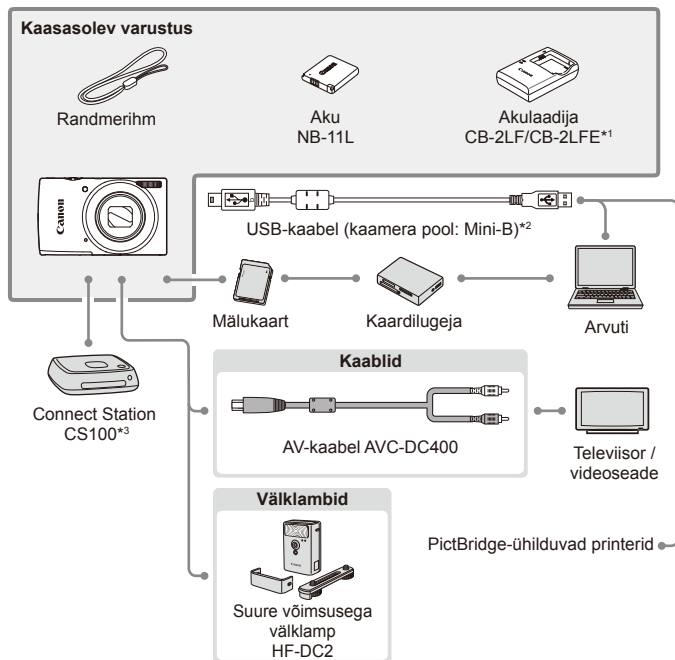 Kaasasolev varustus
Randmerihm
Aku
NB-11L
Akulaadija
CB-2LF/CB-2LFE*1
Canon
USB-kaabel (kaamera pool: Mini-B)*2
Mälukaart
Kaardilugeja
Arvuti
Connect Station
CS100*3
Kaablid
AV-kaabel AVC-DC400
Televiisor /
videoseade
Välklambid
Suure võimsusega
välklamp
HF-DC2
PictBridge-ühilduvad printerid